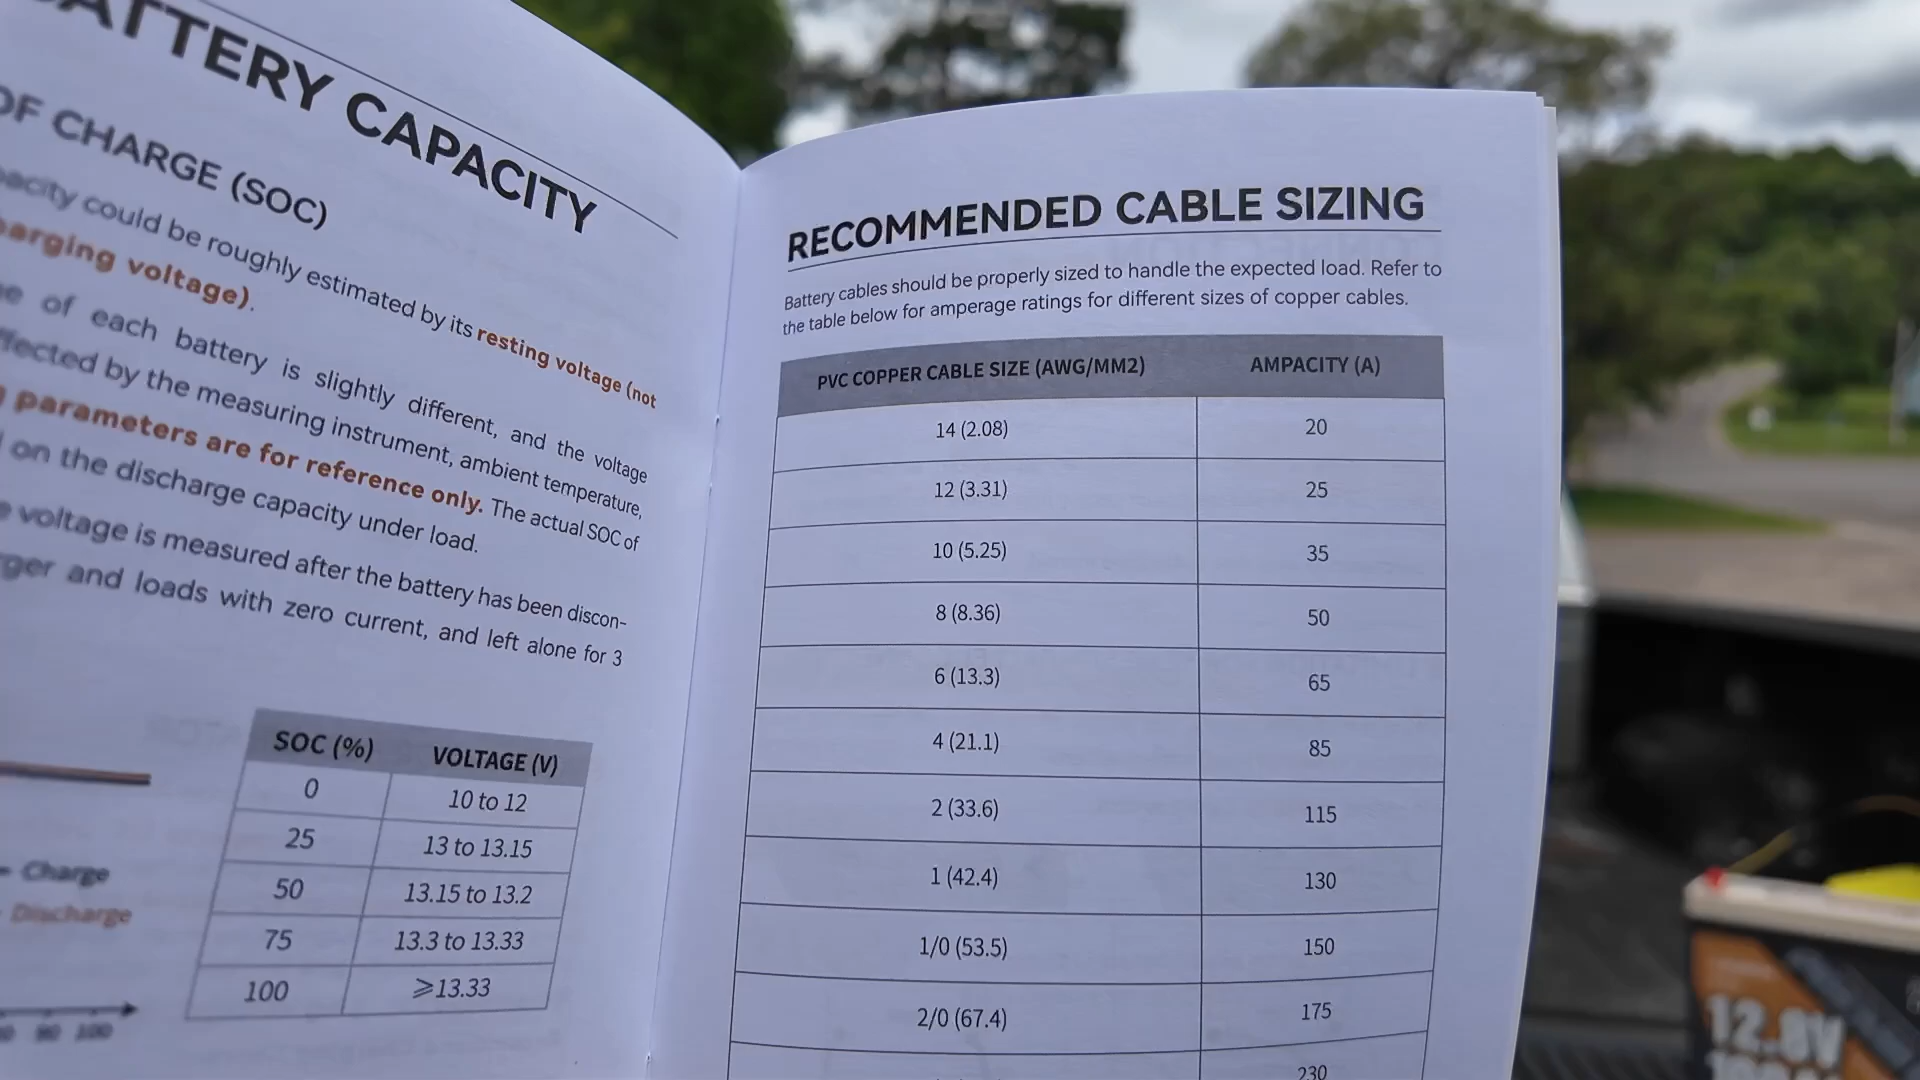 BATTERY CAPACITY
OF CHARGE (SOC)
could be roughly estimated by its resting voltage (not
voltage).
of each battery is slightly different, and the voltage
by the measuring instrument, ambient temperature,
parameters are for reference only. The actual SOC of
on the discharge capacity under load.
voltage is measured after the battery has been discon-
and loads with zero current, and left alone for 3
SOC (%) VOLTAGE (V)
0 10 to 12
25 13 to 13.15
50 13.15 to 13.2
75 13.3 to 13.33
100 ⩾13.33
Charge
Discharge
100
RECOMMENDED CABLE SIZING
Battery cables should be properly sized to handle the expected load. Refer to
the table below for amperage ratings for different sizes of copper cables.
PVC COPPER CABLE SIZE (AWG/MM2) AMPACITY (A)
14 (2.08) 20
12 (3.31) 25
10 (5.25) 35
8 (8.36) 50
6 (13.3) 65
4 (21.1) 85
2 (33.6) 115
1 (42.4) 130
1/0 (53.5) 150
2/0 (67.4) 175
230
12.8V